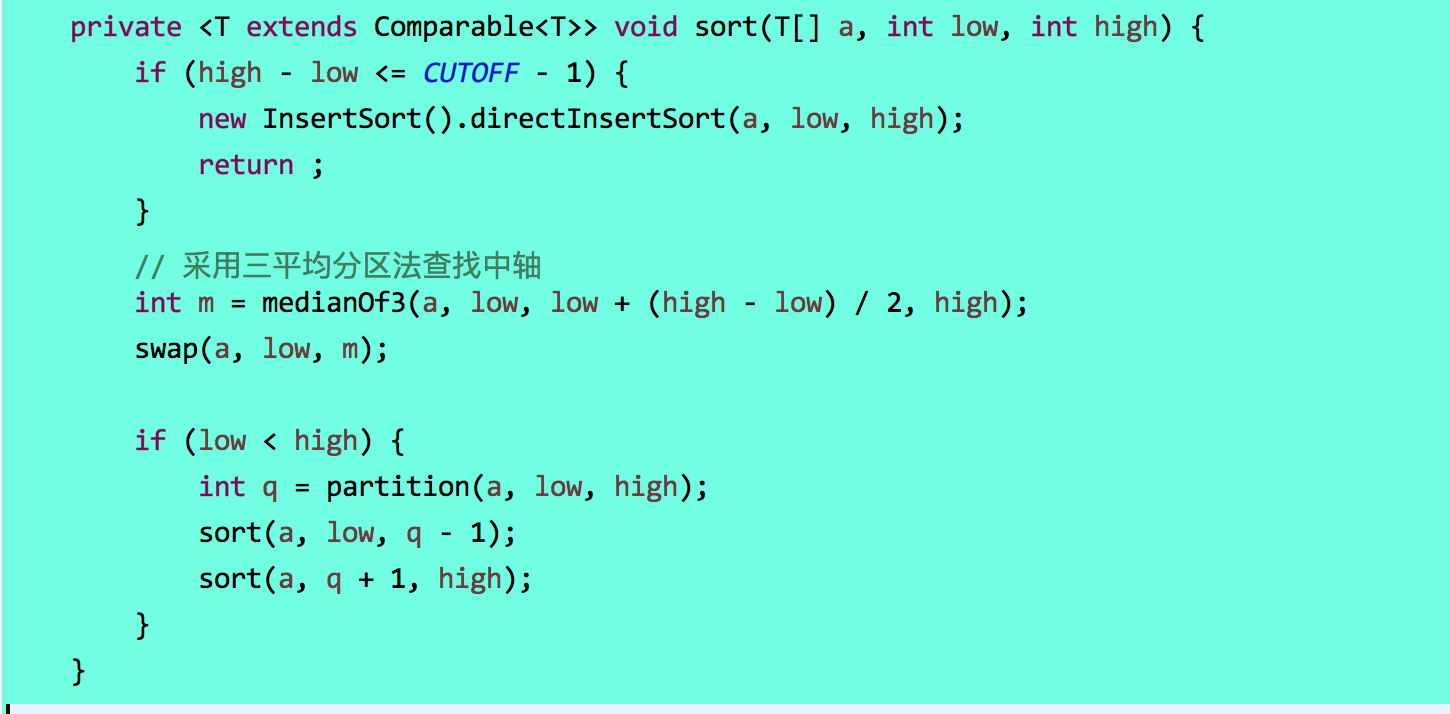 private <T extends Comparable<T>> void sort(T[] a, int low, int high) {
if (high - low <= CUTOFF - 1) {
new InsertSort().directInsertSort(a, low, high);
return ;
}
// 采用三平均分区法查找中轴
int m = medianOf3(a, low, low + (high - low) / 2, high);
swap(a, low, m);
if (low < high) {
int q = partition(a, low, high);
sort(a, low, q - 1);
sort(a, q + 1, high);
}
}